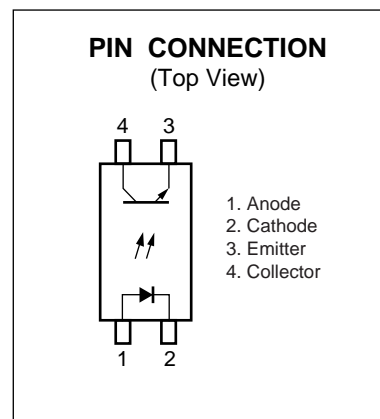 PIN CONNECTION
(Top View)
4 3
1. Anode
2. Cathode
3. Emitter
4. Collector
1 2